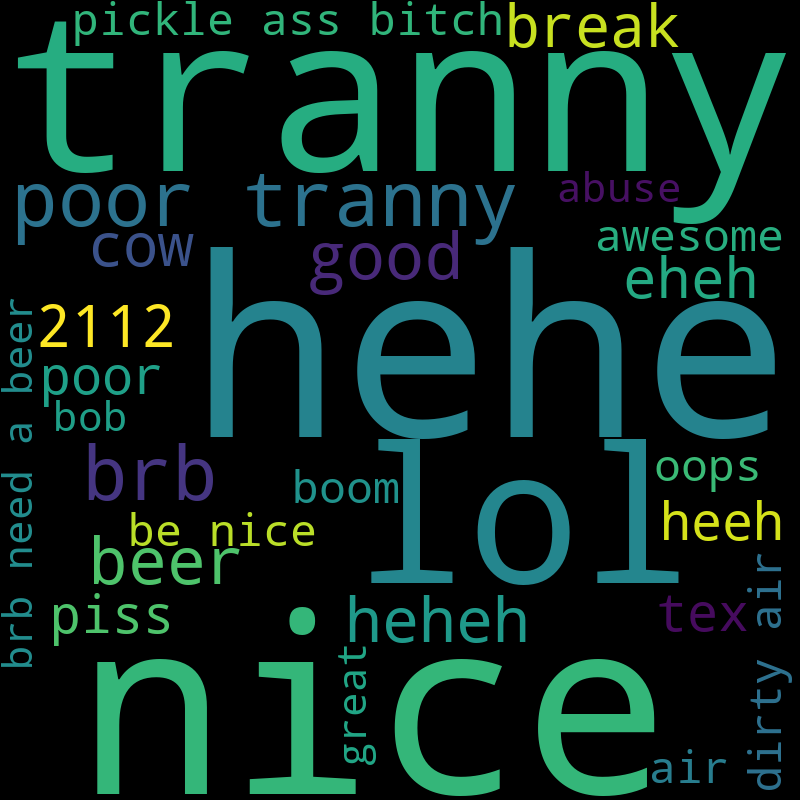 pickle ass bitch
break
tranny
poor tranny
abuse
cow
good
awesome
eheh
hehe
2112
poor
bob
brb need a beer
brb
boom
lol
oops
be nice
heeh
beer
piss
heheh
tex
dirty air
nice
great
air